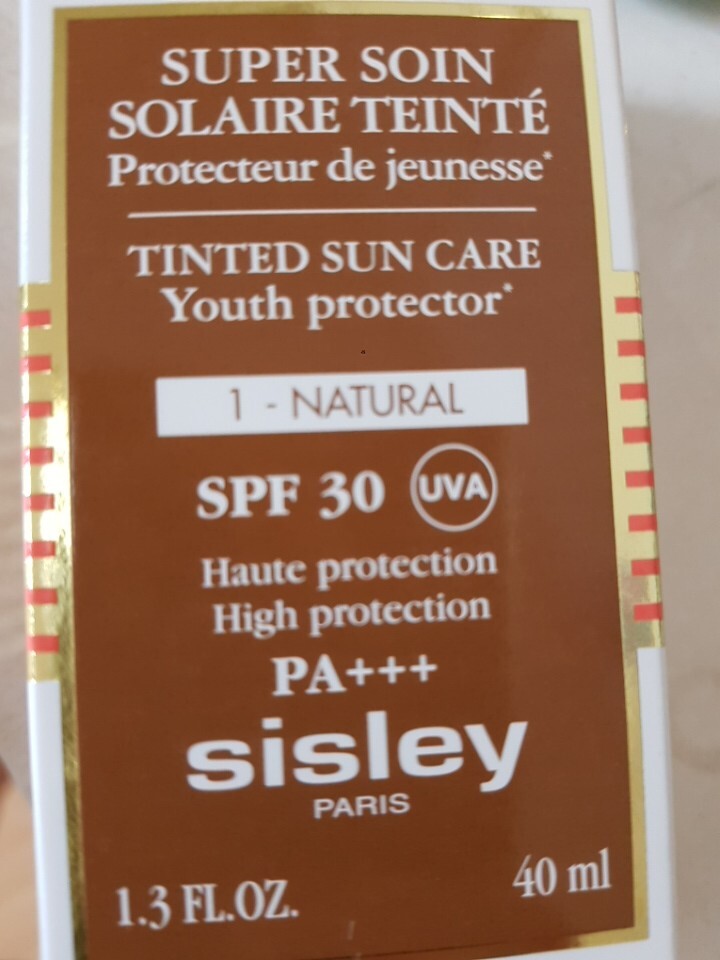 SUPER SOIN
SOLAIRE TEINTÉ
Protecteur de jeunesse*
TINTED SUN CARE
Youth protector*
1 - NATURAL
SPF 30 UVA
Haute protection
High protection
PA+++
sisley
PARIS
1.3 FL.OZ. 40 ml